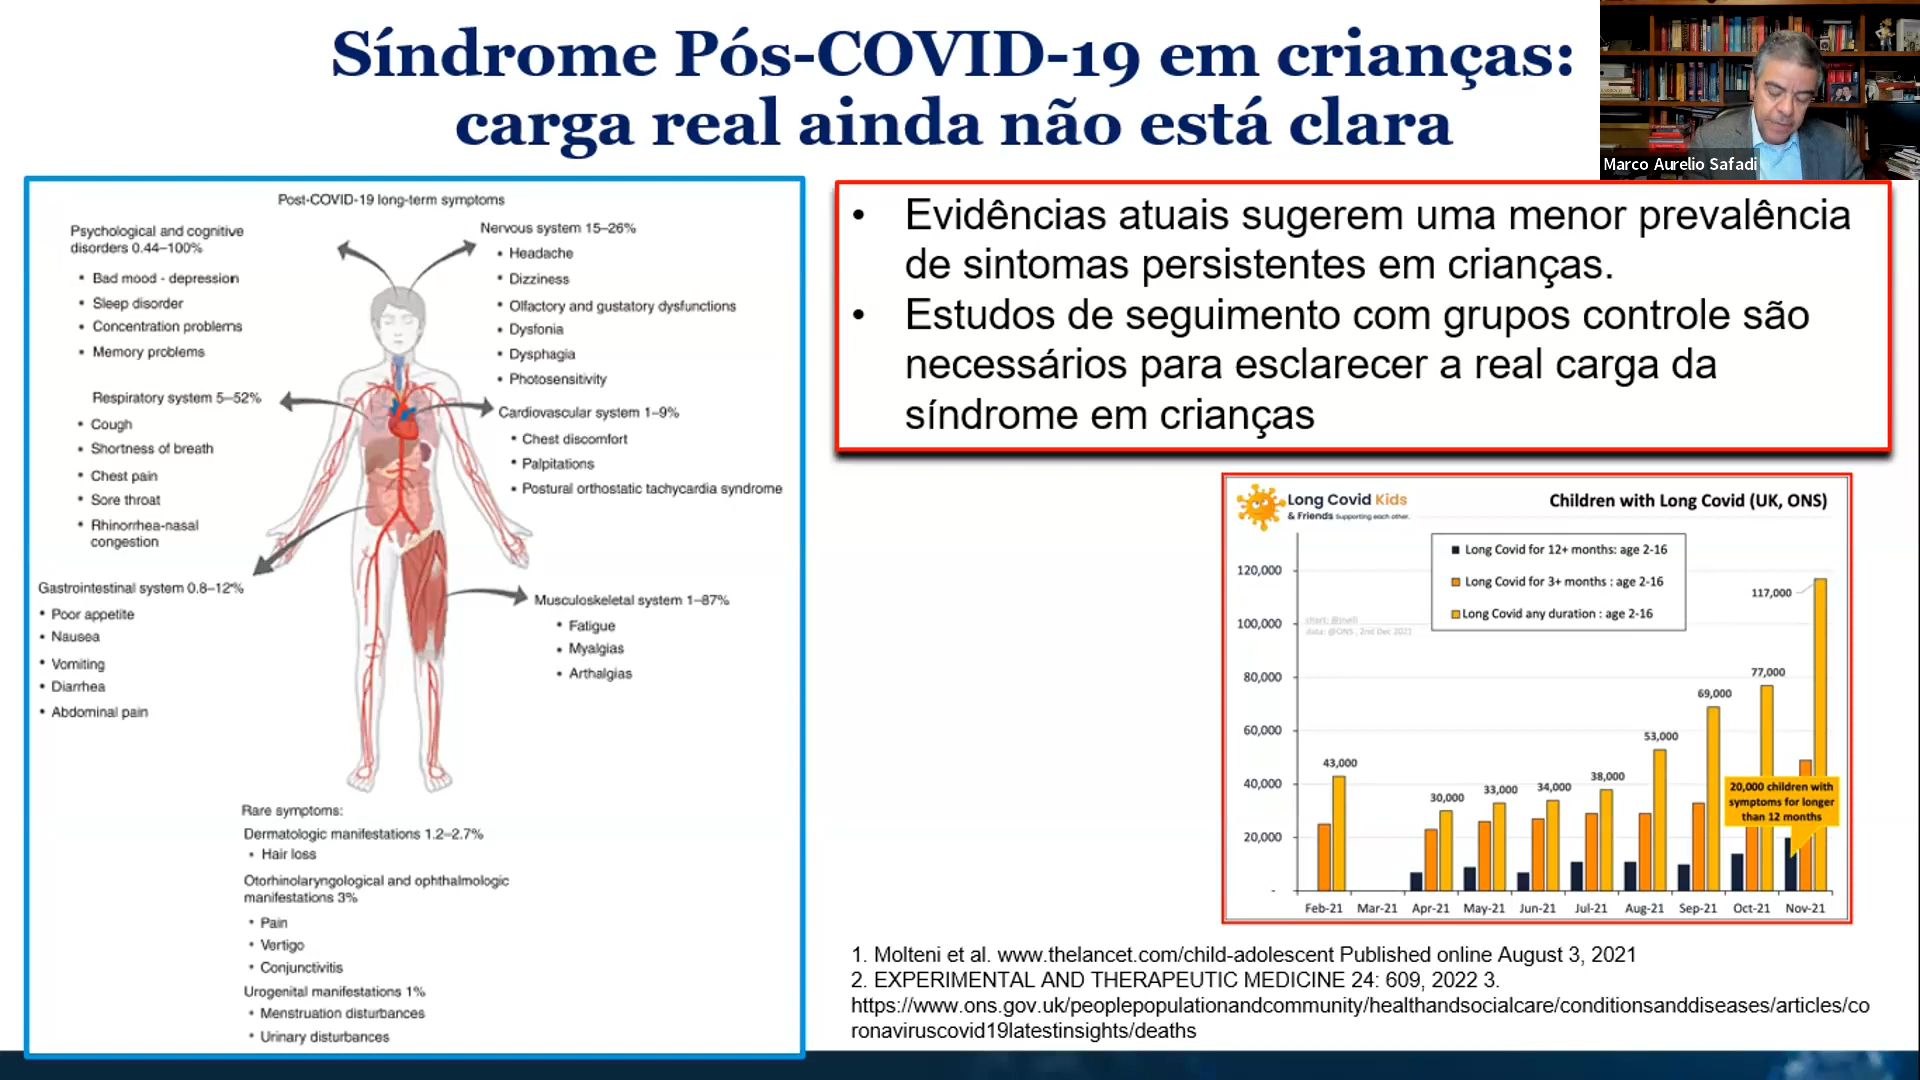 Síndrome Pós-COVID-19 em crianças:
carga real ainda não está clara
Marco Aurelio Safadi
Post-COVID-19 long-term symptoms
Psychological and cognitive
disorders 0.44–100%
• Bad mood - depression
• Sleep disorder
• Concentration problems
• Memory problems
Nervous system 15–26%
• Headache
• Dizziness
• Olfactory and gustatory dysfunctions
• Dysfonia
• Dysphagia
• Photosensitivity
Respiratory system 5–52%
• Cough
• Shortness of breath
• Chest pain
• Sore throat
• Rhinorrhea-nasal
congestion
Cardiovascular system 1–9%
• Chest discomfort
• Palpitations
• Postural orthostatic tachycardia syndrome
Gastrointestinal system 0.8–12%
• Poor appetite
• Nausea
• Vomiting
• Diarrhea
• Abdominal pain
Musculoskeletal system 1–87%
• Fatigue
• Myalgias
• Arthalgias
Rare symptoms:
Dermatologic manifestations 1.2–2.7%
• Hair loss
Otorhinolaryngological and ophthalmologic
manifestations 3%
• Pain
• Vertigo
• Conjunctivitis
Urogenital manifestations 1%
• Menstruation disturbances
• Urinary disturbances
• Evidências atuais sugerem uma menor prevalência
de sintomas persistentes em crianças.
• Estudos de seguimento com grupos controle são
necessários para esclarecer a real carga da
síndrome em crianças
Long Covid Kids
& Friends Supporting each other.
Children with Long Covid (UK, ONS)
Long Covid for 12+ months: age 2-16
Long Covid for 3+ months : age 2-16
Long Covid any duration : age 2-16
data: @ONS, 2nd Dec 2021
120,000
100,000
80,000
60,000
40,000
20,000
-
43,000
30,000
33,000
34,000
38,000
53,000
69,000
77,000
117,000
20,000 children with
symptoms for longer
than 12 months
Feb-21 Mar-21 Apr-21 May-21 Jun-21 Jul-21 Aug-21 Sep-21 Oct-21 Nov-21
1. Molteni et al. www.thelancet.com/child-adolescent Published online August 3, 2021
2. EXPERIMENTAL AND THERAPEUTIC MEDICINE 24: 609, 2022 3.
https://www.ons.gov.uk/peoplepopulationandcommunity/healthandsocialcare/conditionsanddiseases/articles/co
ronaviruscovid19latestinsights/deaths